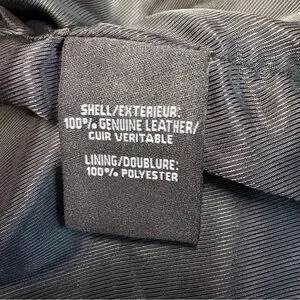 SHELL/EXTERIEUR:
100% GENUINE LEATHER/
CUIR VERITABLE
LINING/DOUBLURE:
100% POLYESTER